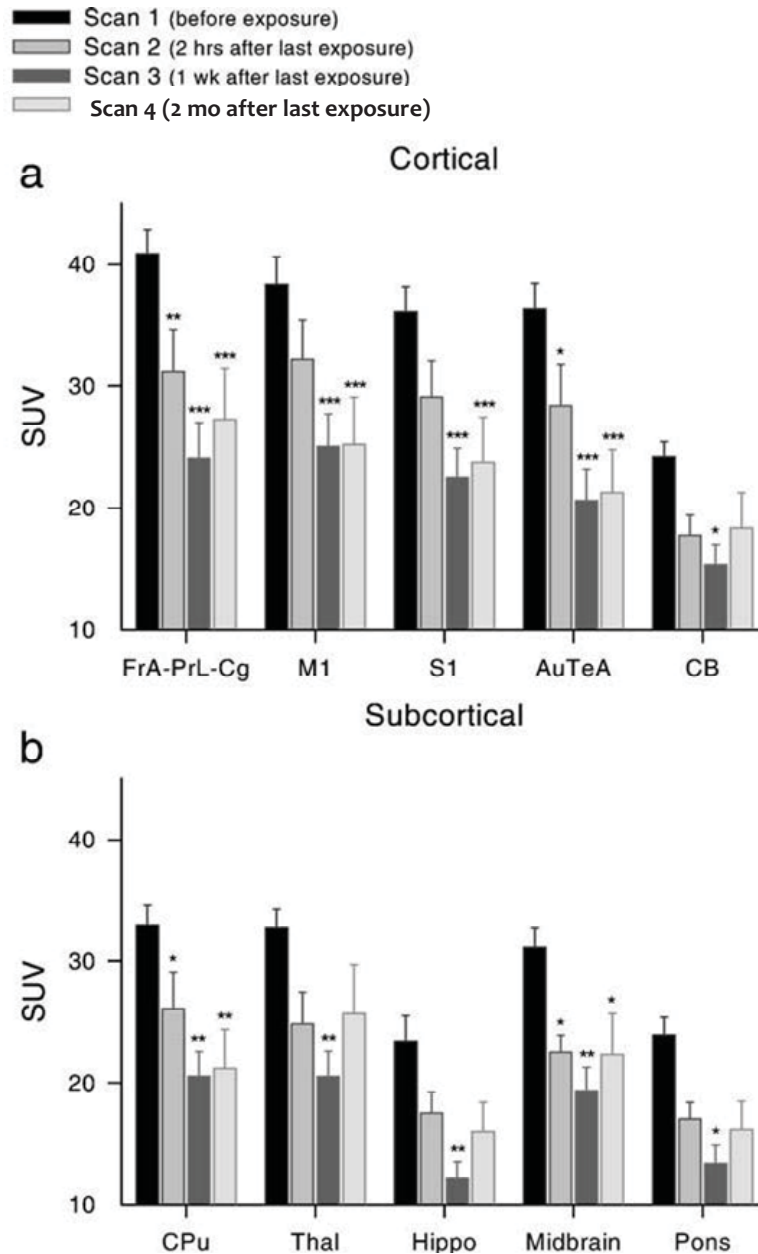 Scan 1 (before exposure)
Scan 2 (2 hrs after last exposure)
Scan 3 (1 wk after last exposure)
Scan 4 (2 mo after last exposure)
a
Cortical
SUV
40
30
20
10
**
***
***
***
***
***
***
*
***
***
*
FrA-PrL-Cg M1 S1 AuTeA CB
b
Subcortical
SUV
40
30
20
10
*
**
**
**
**
*
**
*
*
CPu Thal Hippo Midbrain Pons